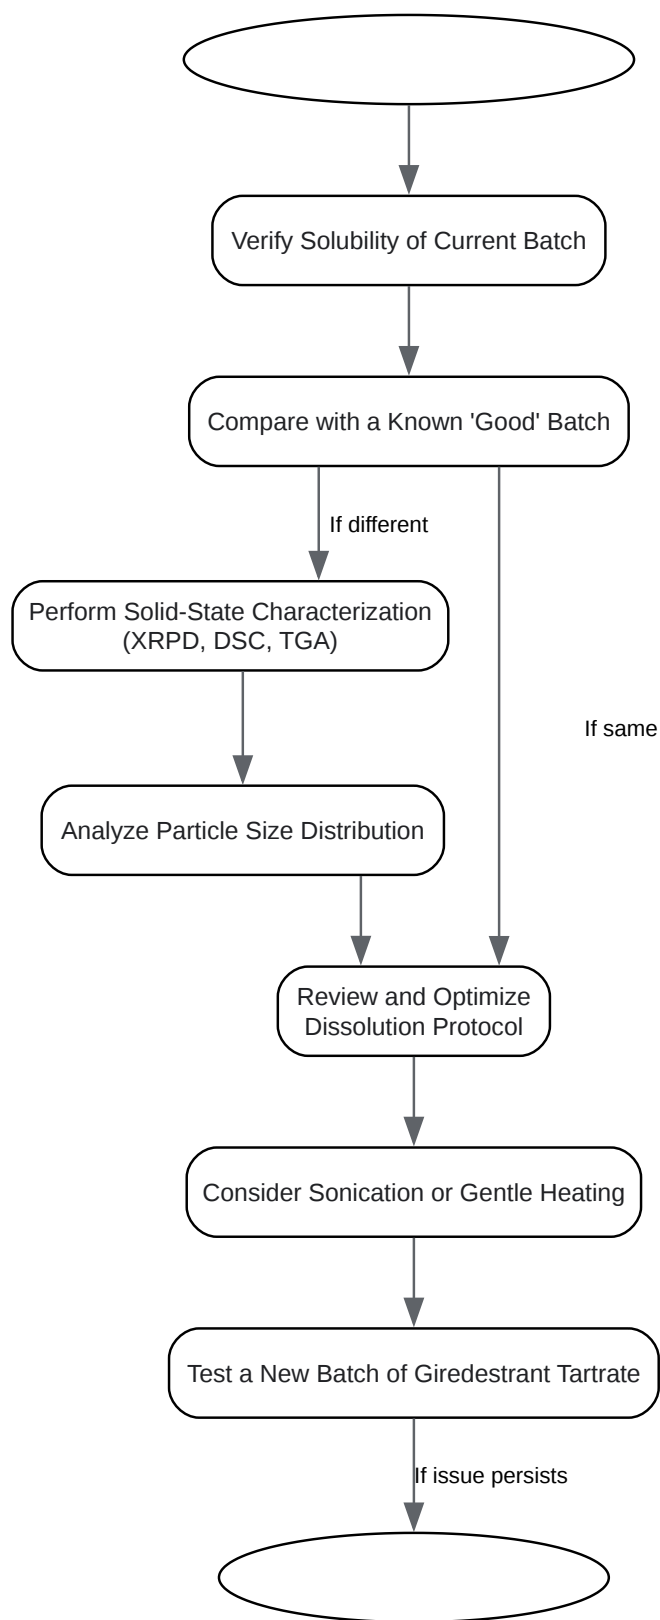 Verify Solubility of Current Batch
Compare with a Known 'Good' Batch
If different
Perform Solid-State Characterization
(XRPD, DSC, TGA)
If same
Analyze Particle Size Distribution
Review and Optimize
Dissolution Protocol
Consider Sonication or Gentle Heating
Test a New Batch of Giredestrant Tartrate
If issue persists